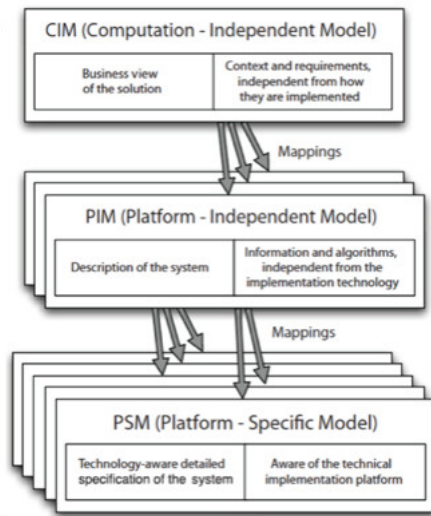 CIM (Computation - Independent Model)
Business view
of the solution
Context and requirements,
independent from how
they are implemented
Mappings
PIM (Platform - Independent Model)
Description of the system
Information and algorithms,
independent from the
implementation technology
Mappings
PSM (Platform - Specific Model)
Technology-aware detailed
specification of the system
Aware of the technical
implementation platform